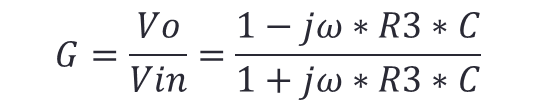 G = Vo/Vin = (1 − jω * R3 * C)/(1 + jω * R3 * C)